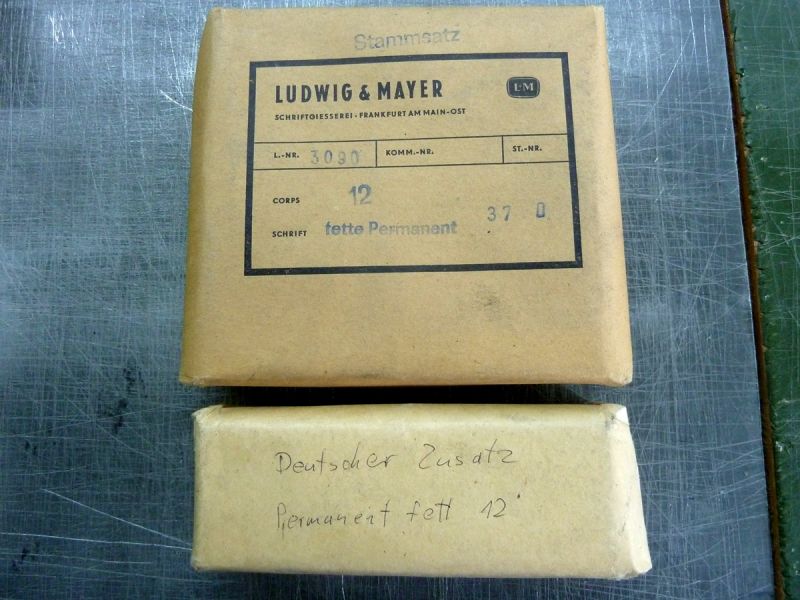 Stammsatz
LUDWIG & MAYER L&M
SCHRIFTGIESSEREI · FRANKFURT AM MAIN-OST
L.-NR. 3090 KOMM.-NR. ST.-NR.
CORPS 12
SCHRIFT fette Permanent 37 0
Deutscher Zusatz
Permanent fett 12